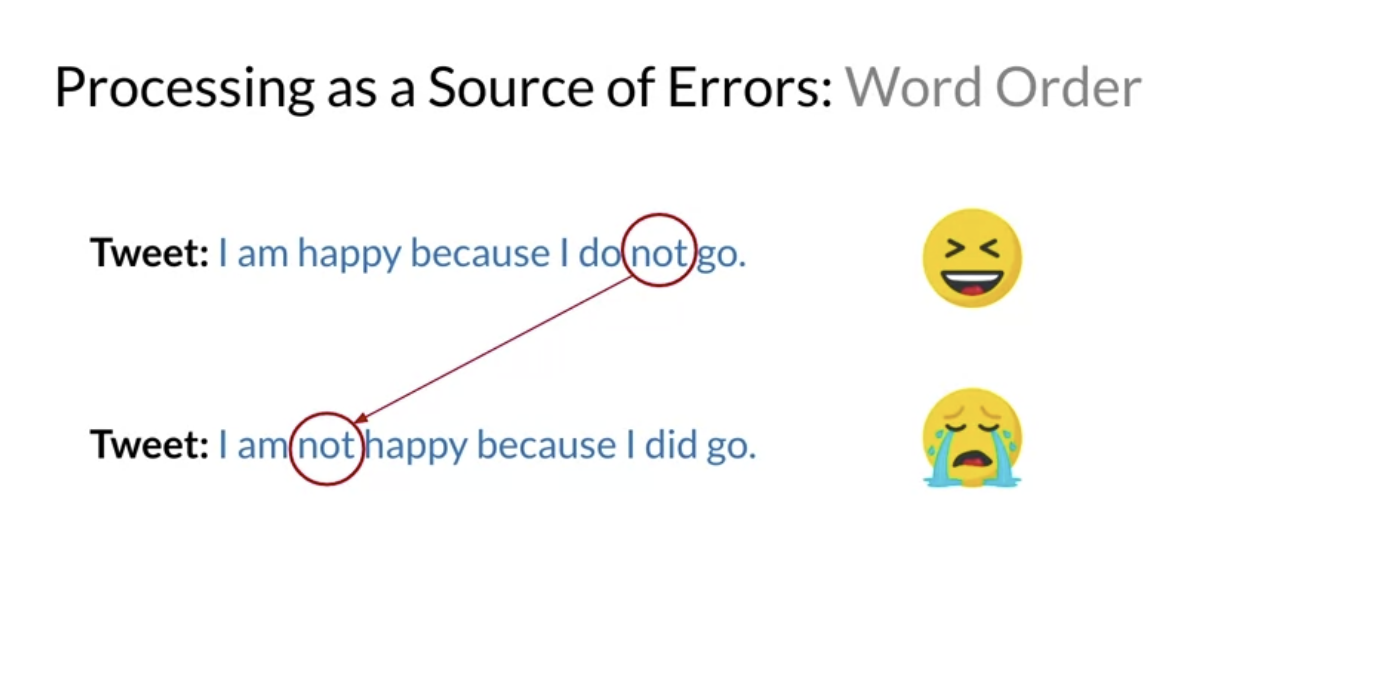 Processing as a Source of Errors: Word Order
Tweet: I am happy because I do not go.
Tweet: I am not happy because I did go.